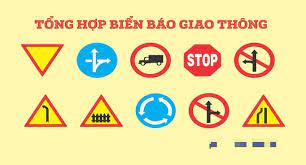 TỔNG HỢP BIỂN BÁO GIAO THÔNG
STOP